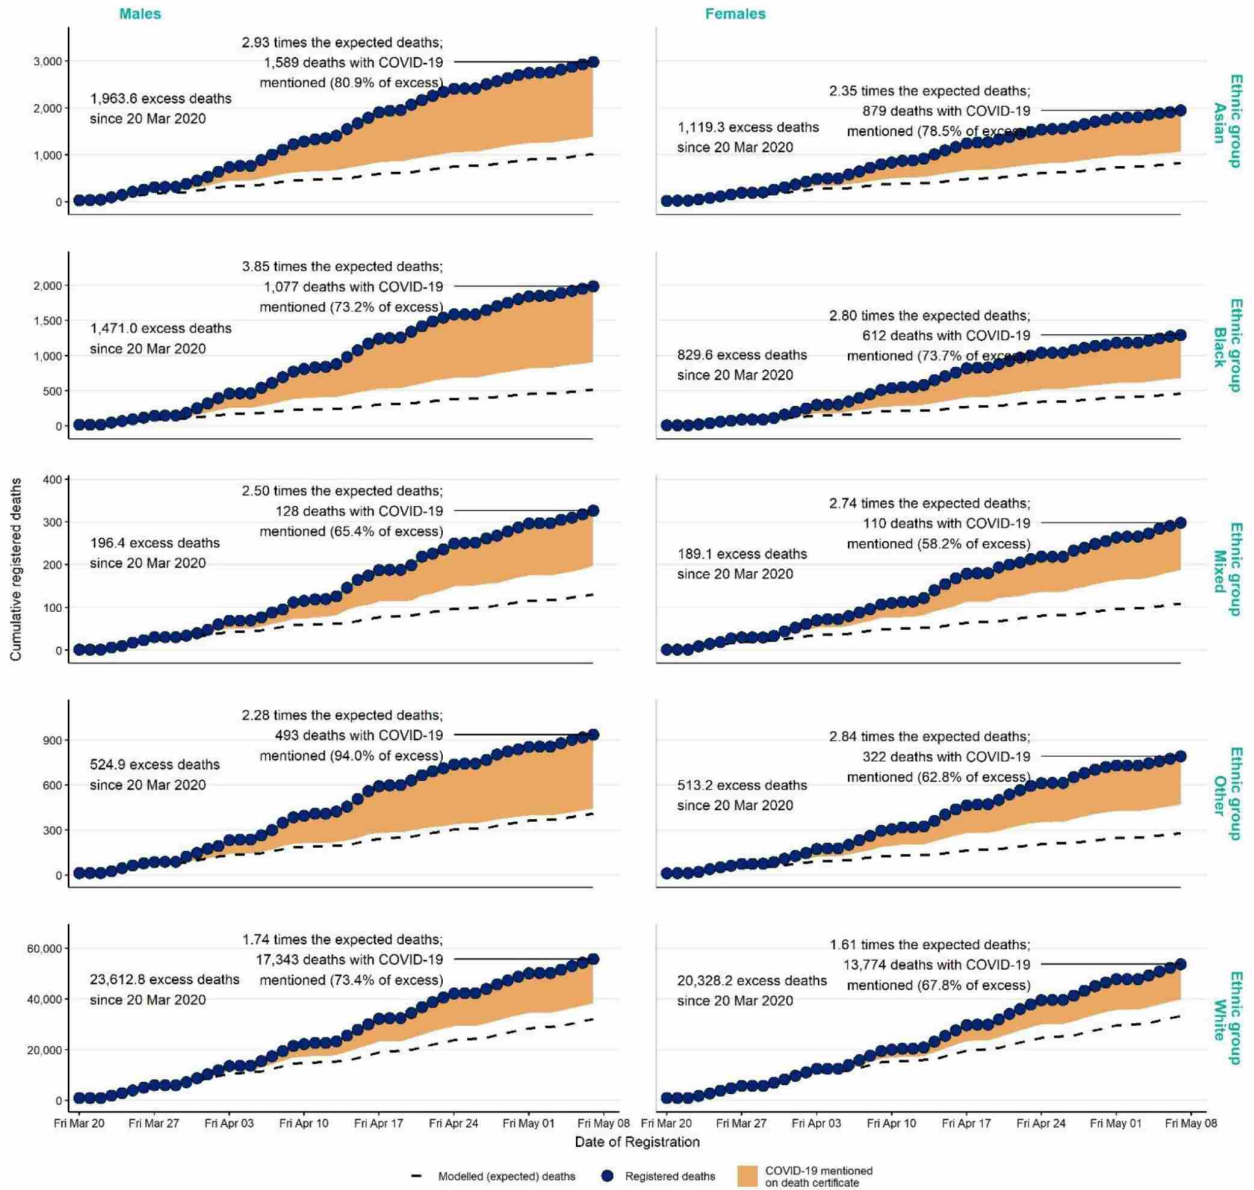 Males
Females
2.93 times the expected deaths;
1,589 deaths with COVID-19
mentioned (80.9% of excess)
1,963.6 excess deaths
since 20 Mar 2020
3,000
2,000
1,000
0
2.35 times the expected deaths;
879 deaths with COVID-19
mentioned (78.5% of excess)
1,119.3 excess deaths
since 20 Mar 2020
Ethnic group
Asian
3.85 times the expected deaths;
1,077 deaths with COVID-19
mentioned (73.2% of excess)
1,471.0 excess deaths
since 20 Mar 2020
2,000
1,500
1,000
500
0
2.80 times the expected deaths;
612 deaths with COVID-19
mentioned (73.7% of excess)
829.6 excess deaths
since 20 Mar 2020
Ethnic group
Black
Cumulative registered deaths
2.50 times the expected deaths;
128 deaths with COVID-19
mentioned (65.4% of excess)
196.4 excess deaths
since 20 Mar 2020
400
300
200
100
0
2.74 times the expected deaths;
110 deaths with COVID-19
mentioned (58.2% of excess)
189.1 excess deaths
since 20 Mar 2020
Ethnic group
Mixed
2.28 times the expected deaths;
493 deaths with COVID-19
mentioned (94.0% of excess)
524.9 excess deaths
since 20 Mar 2020
900
600
300
0
2.84 times the expected deaths;
322 deaths with COVID-19
mentioned (62.8% of excess)
513.2 excess deaths
since 20 Mar 2020
Ethnic group
Other
1.74 times the expected deaths;
17,343 deaths with COVID-19
mentioned (73.4% of excess)
23,612.8 excess deaths
since 20 Mar 2020
60,000
40,000
20,000
0
1.61 times the expected deaths;
13,774 deaths with COVID-19
mentioned (67.8% of excess)
20,328.2 excess deaths
since 20 Mar 2020
Ethnic group
White
Fri Mar 20 Fri Mar 27 Fri Apr 03 Fri Apr 10 Fri Apr 17 Fri Apr 24 Fri May 01 Fri May 08 Fri Mar 20 Fri Mar 27 Fri Apr 03 Fri Apr 10 Fri Apr 17 Fri Apr 24 Fri May 01 Fri May 08
Date of Registration
Modelled (expected) deaths
Registered deaths
COVID-19 mentioned
on death certificate